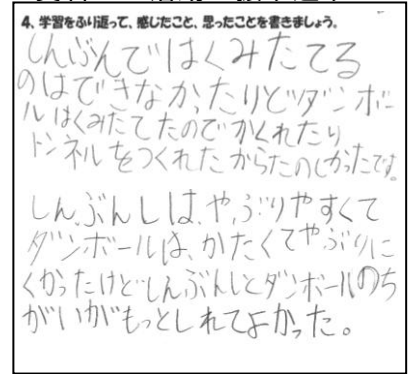 4、学習をふり返って、感じたこと、思ったことを書きましょう。
しんぶんではくみたてる
のはできなかったりどダンボー
ルはくみたてたのでかくれたり
トンネルをつくれたからたのしかったです。
しんぶんしは、や、ぶりやすくて
ダンボールは、かたくてやぶりに
くかったけどしんぶんしとダンボールのち
がいがもっとしれてよかった。